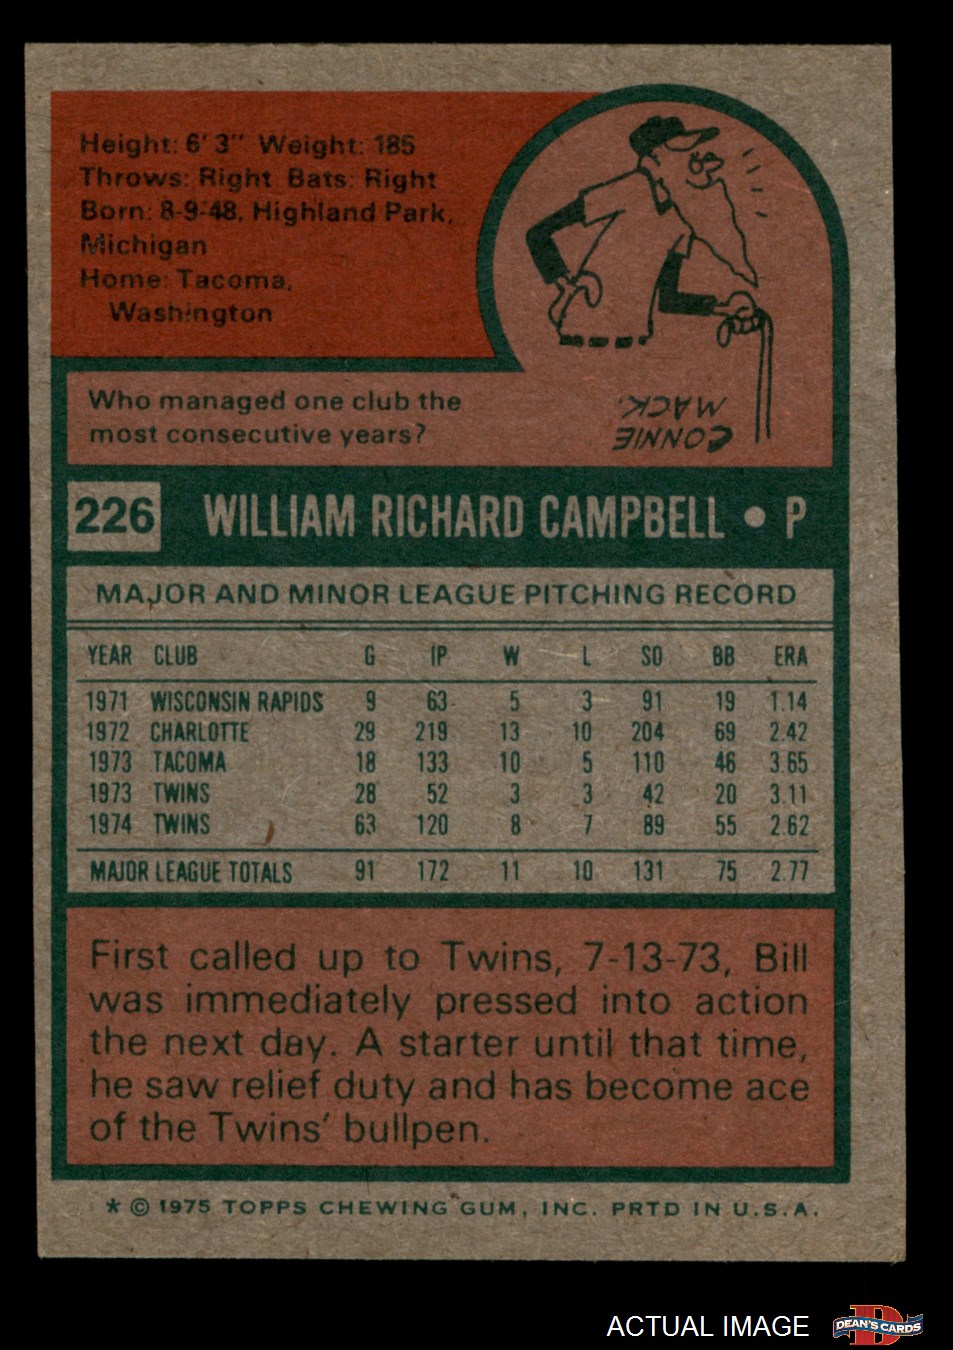 Height: 6' 3" Weight: 185
Throws: Right Bats: Right
Born: 8-9-48, Highland Park,
Michigan
Home: Tacoma,
Washington
Who managed one club the
most consecutive years?
CONNIE
MACK.
226 WILLIAM RICHARD CAMPBELL • P
MAJOR AND MINOR LEAGUE PITCHING RECORD
YEAR CLUB G IP W L SO BB ERA
1971 WISCONSIN RAPIDS 9 63 5 3 91 19 1.14
1972 CHARLOTTE 29 219 13 10 204 69 2.42
1973 TACOMA 18 133 10 5 110 46 3.65
1973 TWINS 28 52 3 3 42 20 3.11
1974 TWINS 63 120 8 7 89 55 2.62
MAJOR LEAGUE TOTALS 91 172 11 10 131 75 2.77
First called up to Twins, 7-13-73, Bill
was immediately pressed into action
the next day. A starter until that time,
he saw relief duty and has become ace
of the Twins' bullpen.
* © 1975 TOPPS CHEWING GUM, INC. PRTD IN U.S.A.
ACTUAL IMAGE
D
DEAN'S CARDS